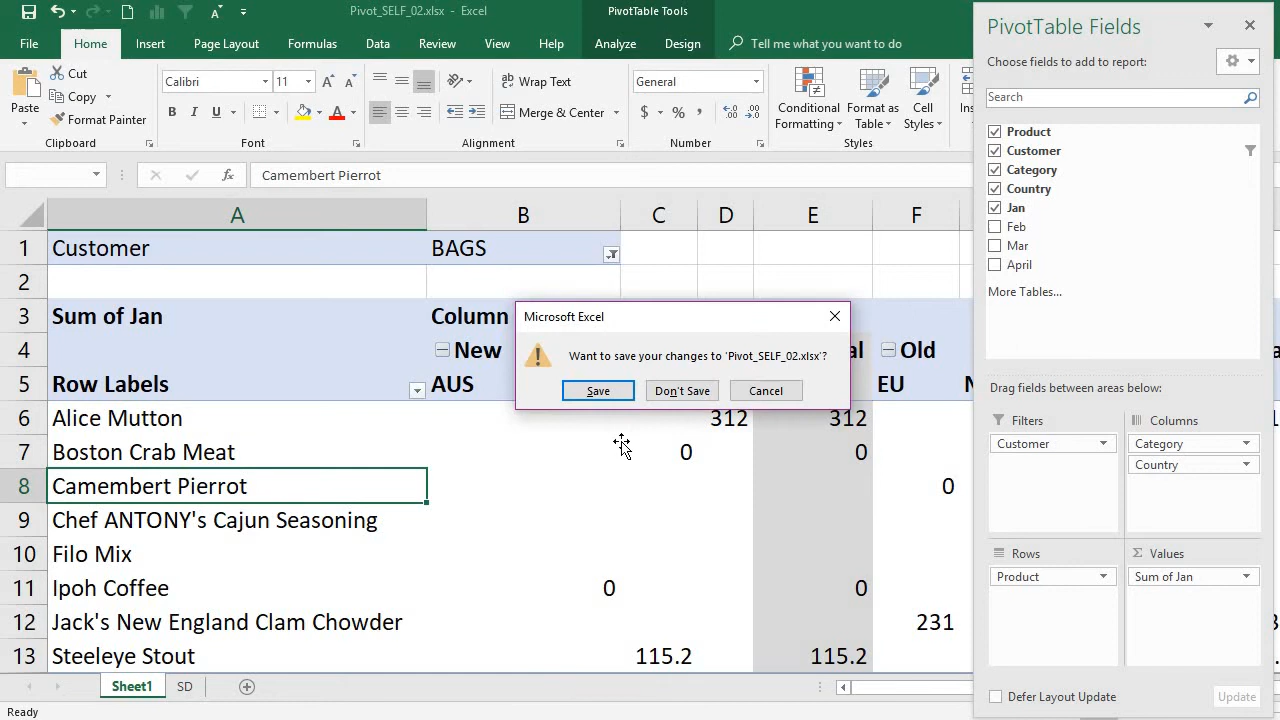 Pivot_SELF_02.xlsx - Excel
PivotTable Tools
File Home Insert Page Layout Formulas Data Review View Help Analyze Design Tell me what you want to do
Paste
Cut
Copy
Format Painter
Clipboard
Calibri 11
B I U
Font
Wrap Text
Merge & Center
Alignment
General
$ % ,
Number
Conditional Formatting
Format as Table
Cell Styles
Styles
Camembert Pierrot
A B C D E F
1 Customer BAGS
2
3 Sum of Jan Column
4 New al Old
5 Row Labels AUS EU
6 Alice Mutton 312 312
7 Boston Crab Meat 0 0
8 Camembert Pierrot 0
9 Chef ANTONY's Cajun Seasoning
10 Filo Mix
11 Ipoh Coffee 0 0
12 Jack's New England Clam Chowder 231
13 Steeleye Stout 115.2 115.2
Microsoft Excel
Want to save your changes to 'Pivot_SELF_02.xlsx'?
Save Don't Save Cancel
Sheet1 SD
Ready
PivotTable Fields
Choose fields to add to report:
Search
Product
Customer
Category
Country
Jan
Feb
Mar
April
More Tables...
Drag fields between areas below:
Filters
Customer
Columns
Category
Country
Rows
Product
Σ Values
Sum of Jan
Defer Layout Update
Update